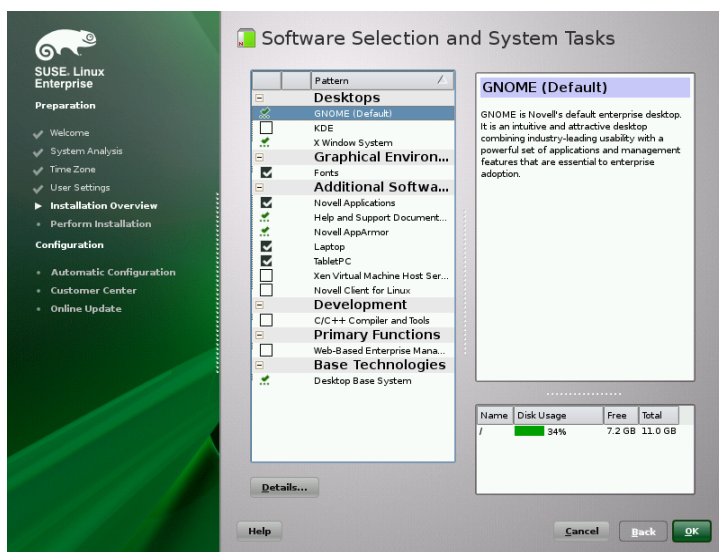 SUSE. Linux
Enterprise
Preparation
Welcome
System Analysis
Time Zone
User Settings
Installation Overview
Perform Installation
Configuration
Automatic Configuration
Customer Center
Online Update
Software Selection and System Tasks
Pattern
Desktops
GNOME (Default)
KDE
X Window System
Graphical Environ...
Fonts
Additional Softwa...
Novell Applications
Help and Support Document...
Novell AppArmor
Laptop
TabletPC
Xen Virtual Machine Host Ser...
Novell Client for Linux
Development
C/C++ Compiler and Tools
Primary Functions
Web-Based Enterprise Mana...
Base Technologies
Desktop Base System
Details...
GNOME (Default)
GNOME is Novell's default enterprise desktop.
It is an intuitive and attractive desktop
combining industry-leading usability with a
powerful set of applications and management
features that are essential to enterprise
adoption.
Name Disk Usage Free Total
/ 34% 7.2 GB 11.0 GB
Help Cancel Back OK